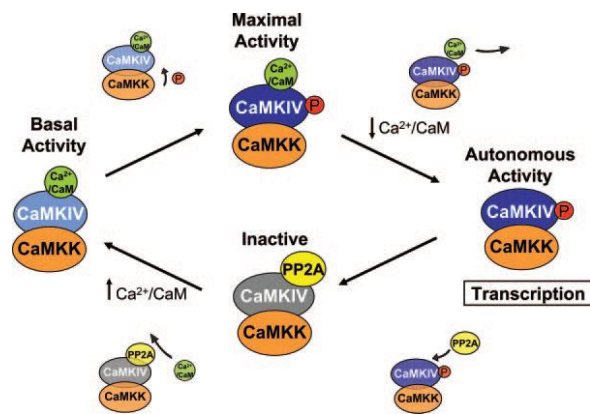 Maximal
Activity
Ca²⁺
/CaM
CaMKIV
CaMKK
P
Ca²⁺
/CaM
CaMKIV
P
CaMKK
Ca²⁺
/CaM
CaMKIV
P
CaMKK
↓ Ca²⁺/CaM
Basal
Activity
Ca²⁺
/CaM
CaMKIV
CaMKK
Autonomous
Activity
CaMKIV
P
CaMKK
Transcription
Inactive
PP2A
CaMKIV
CaMKK
↑ Ca²⁺/CaM
PP2A
CaMKIV
CaMKK
Ca²⁺
/CaM
PP2A
CaMKIV
P
CaMKK